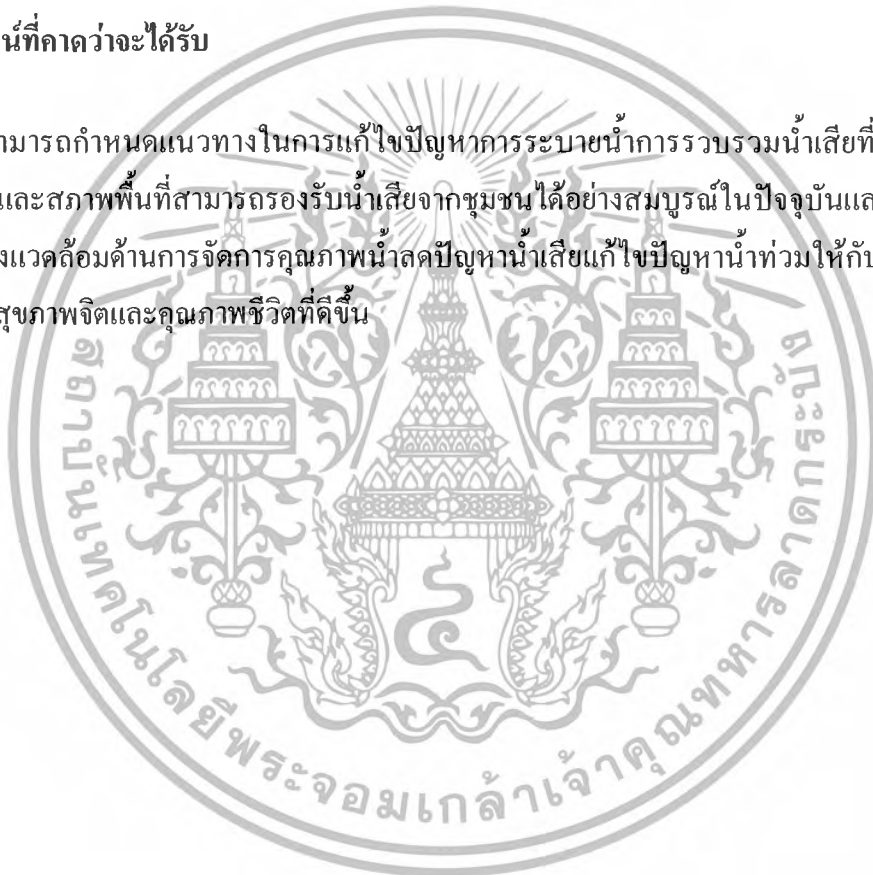 น์ที่คาดว่าจะได้รับ
ามารถกำหนดแนวทางในการแก้ไขปัญหาการระบายน้ำการรวบรวมน้ำเสียที่
และสภาพพื้นที่สามารถรองรับน้ำเสียจากชุมชนได้อย่างสมบูรณ์ในปัจจุบันแล
งแวดล้อมด้านการจัดการคุณภาพน้ำลดปัญหาน้ำเสียแก้ไขปัญหาน้ำท่วมให้กับ
สุขภาพจิตและคุณภาพชีวิตที่ดีขึ้น
สถาบันเทคโนโลยีพระจอมเกล้าเจ้าคุณทหารลาดกระบัง
๔